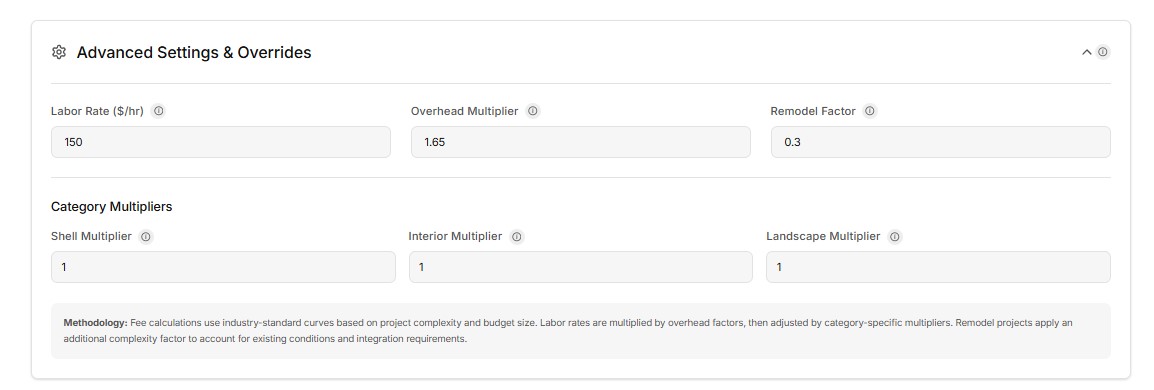 Advanced Settings & Overrides
Labor Rate ($/hr) Overhead Multiplier Remodel Factor
150 1.65 0.3
Category Multipliers
Shell Multiplier Interior Multiplier Landscape Multiplier
1 1 1
Methodology: Fee calculations use industry-standard curves based on project complexity and budget size. Labor rates are multiplied by overhead factors, then adjusted by category-specific multipliers. Remodel projects apply an
additional complexity factor to account for existing conditions and integration requirements.